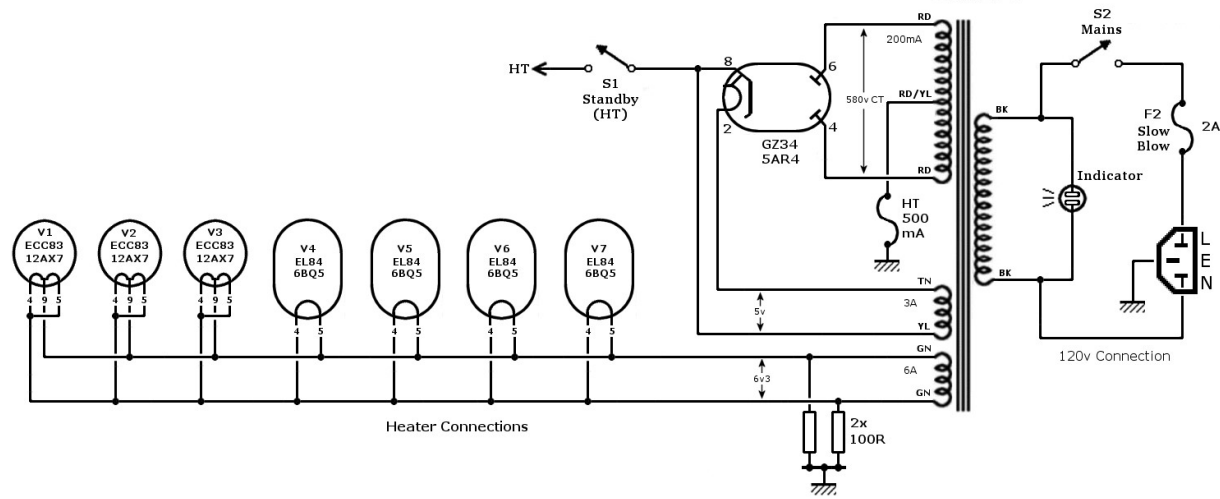 RD
200mA
S2
Mains
HT
S1
Standby
(HT)
8
6
580v CT
RD/YL
2
4
GZ34
5AR4
BK
F2
Slow
Blow
2A
RD
Indicator
HT
500
mA
V1
ECC83
12AX7
V2
ECC83
12AX7
V3
ECC83
12AX7
V4
EL84
6BQ5
V5
EL84
6BQ5
V6
EL84
6BQ5
V7
EL84
6BQ5
L
E
N
BK
4 9 5
4 9 5
4 9 5
4 5
4 5
4 5
4 5
TN
3A
5v
YL
GN
6A
6v3
GN
120v Connection
Heater Connections
2x
100R